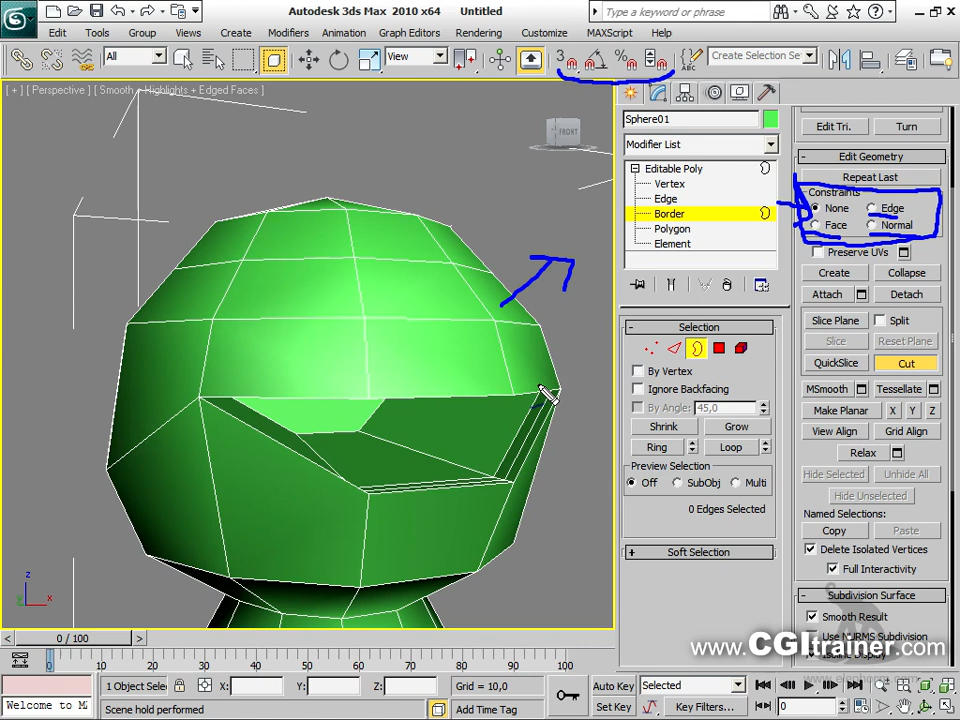 Autodesk 3ds Max 2010 x64 Untitled
Type a keyword or phrase
Edit Tools Group Views Create Modifiers Animation Graph Editors Rendering Customize MAXScript Help
All View 3 Create Selection Se
[ + ] [ Perspective ] [ Smooth + Highlights + Edged Faces ]
FRONT
Sphere01
Modifier List
Editable Poly
Vertex
Edge
Border
Polygon
Element
Selection
By Vertex
Ignore Backfacing
By Angle: 45,0
Shrink Grow
Ring Loop
Preview Selection
Off SubObj Multi
0 Edges Selected
Soft Selection
Edit Tri. Turn
Edit Geometry
Repeat Last
Constraints
None Edge
Face Normal
Preserve UVs
Create Collapse
Attach Detach
Slice Plane Split
Slice Reset Plane
QuickSlice Cut
MSmooth Tessellate
Make Planar X Y Z
View Align Grid Align
Relax
Hide Selected Unhide All
Hide Unselected
Named Selections:
Copy Paste
Delete Isolated Vertices
Full Interactivity
Subdivision Surface
Smooth Result
Use NURMS Subdivision
Isoline Display
www.CGItrainer.com
z
x
0 / 100
0 10 20 30 40 50 60 70 80 90 100
1 Object Selec X: Y: Z: Grid = 10,0 Auto Key Selected
Welcome to MA Scene hold performed Add Time Tag Set Key Key Filters... 0